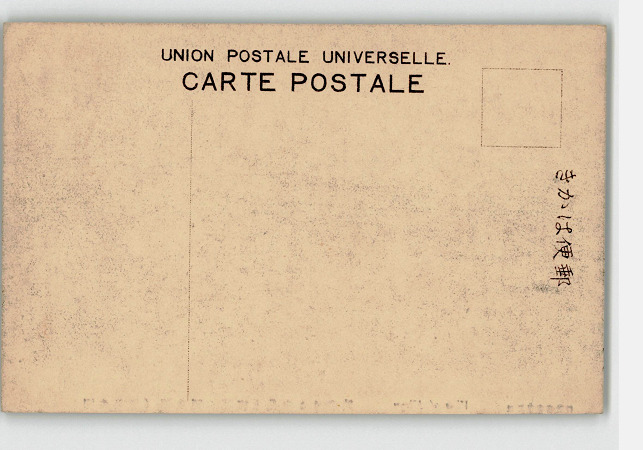 UNION POSTALE UNIVERSELLE.
CARTE POSTALE
きかは便郵